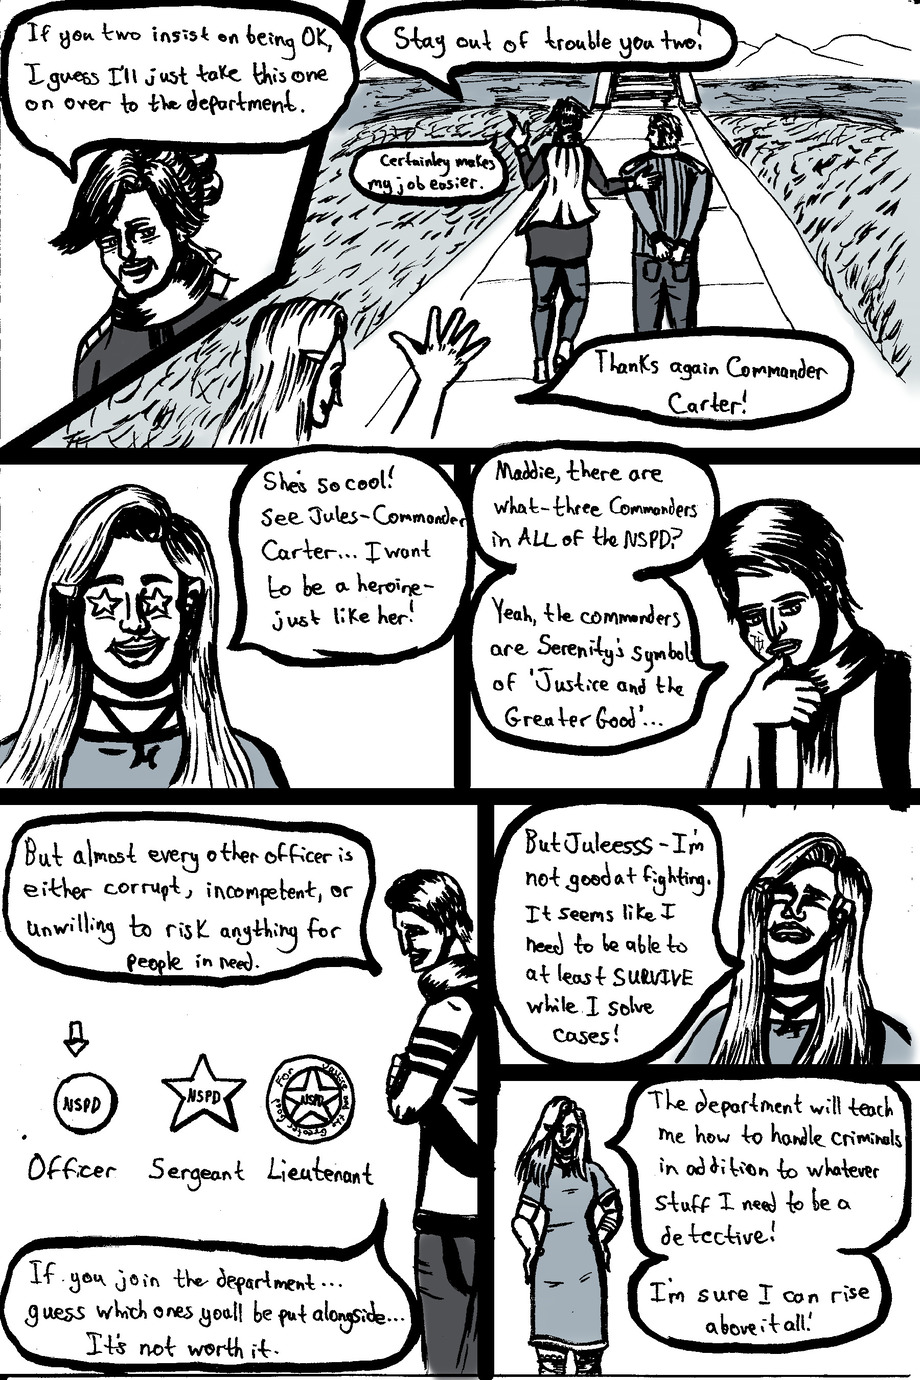 If you two insist on being OK,
I guess I'll just take this one
on over to the department.
Stay out of trouble you two!
Certainley makes
my job easier.
Thanks again Commander
Carter!
She's so cool!
See Jules-Commander
Carter... I want
to be a heroine-
just like her!
Maddie, there are
what-three Commanders
in ALL of the NSPD?
Yeah, the commanders
are Serenity's symbols
of 'Justice and the
Greater Good'...
But almost every other officer is
either corrupt, incompetent, or
unwilling to risk anything for
people in need.
NSPD
NSPD
For Justice and the Greater Good
NSPD
Officer Sergeant Lieutenant
If you join the department...
guess which ones you'll be put alongside...
It's not worth it.
But Juleesss-I'm
not good at fighting.
It seems like I
need to be able to
at least SURVIVE
while I solve
cases!
The department will teach
me how to handle criminals
in addition to whatever
stuff I need to be a
detective!
I'm sure I can rise
above it all!